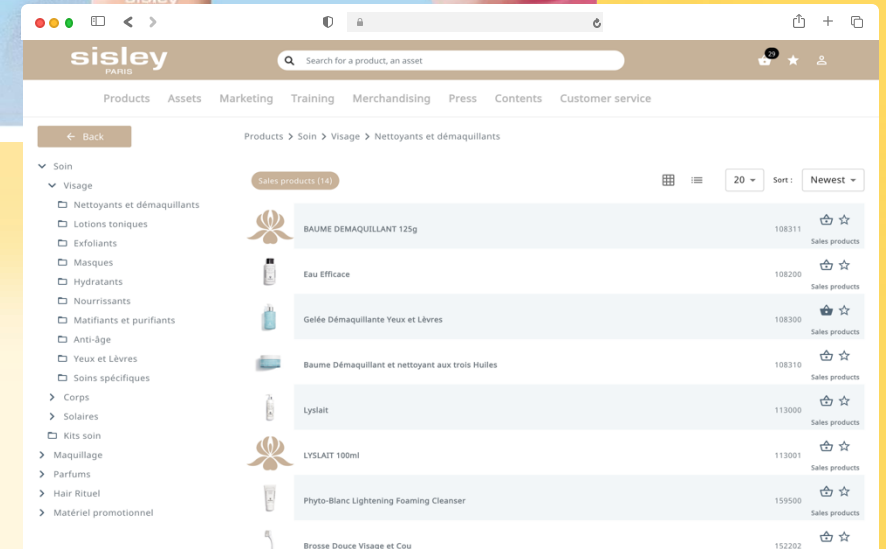 sisley
sisley
PARIS
Search for a product, an asset
29
Products Assets Marketing Training Merchandising Press Contents Customer service
← Back
Products > Soin > Visage > Nettoyants et démaquillants
Soin
Visage
Nettoyants et démaquillants
Lotions toniques
Exfoliants
Masques
Hydratants
Nourrissants
Matifiants et purifiants
Anti-âge
Yeux et Lèvres
Soins spécifiques
Corps
Solaires
Kits soin
Maquillage
Parfums
Hair Rituel
Matériel promotionnel
Sales products (14)
20
Sort :
Newest
BAUME DEMAQUILLANT 125g
108311
Sales products
Eau Efficace
108200
Sales products
Gelée Démaquillante Yeux et Lèvres
108300
Sales products
Baume Démaquillant et nettoyant aux trois Huiles
108310
Sales products
Lyslait
113000
Sales products
LYSLAIT 100ml
113001
Sales products
Phyto-Blanc Lightening Foaming Cleanser
159500
Sales products
Brosse Douce Visage et Cou
152202